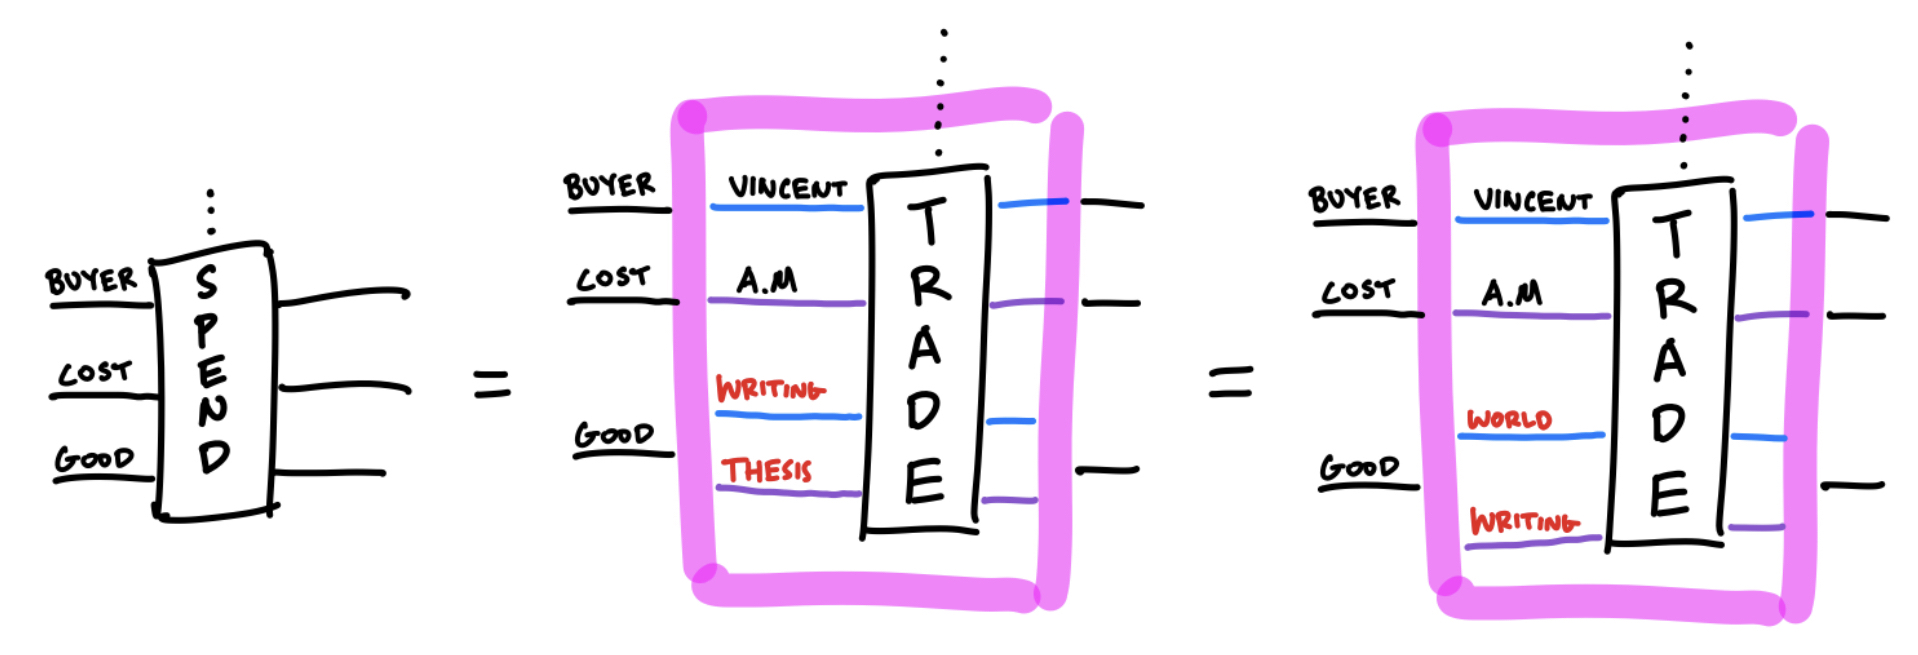 BUYER
COST
GOOD
SPEND
=
BUYER
COST
GOOD
VINCENT
A.M
WRITING
THESIS
TRADE
=
BUYER
COST
GOOD
VINCENT
A.M
WORLD
WRITING
TRADE